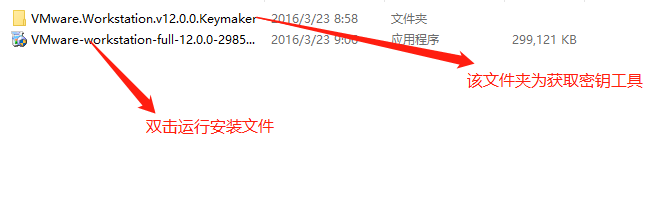 VMware.Workstation.v12.0.0.Keymaker 2016/3/23 8:58 文件夹
VMware-workstation-full-12.0.0-2985... 2016/3/23 9:06 应用程序 299,121 KB
该文件夹为获取密钥工具
双击运行安装文件